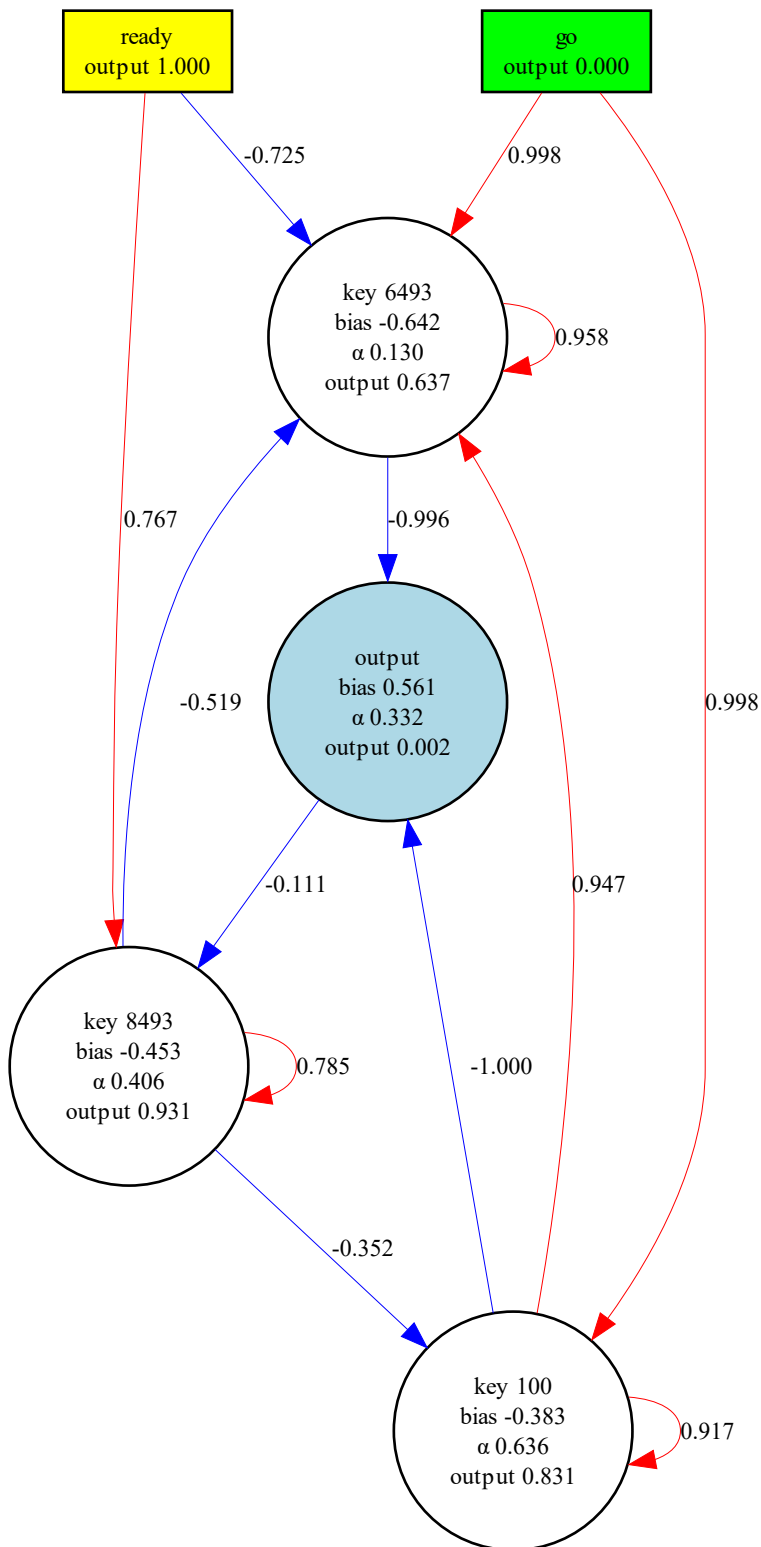 ready
output 1.000
go
output 0.000
-0.725
0.998
key 6493
bias -0.642
α 0.130
output 0.637
0.958
0.767
-0.996
output
bias 0.561
α 0.332
output 0.002
-0.519
0.998
-0.111
0.947
key 8493
bias -0.453
α 0.406
output 0.931
0.785
-1.000
-0.352
key 100
bias -0.383
α 0.636
output 0.831
0.917